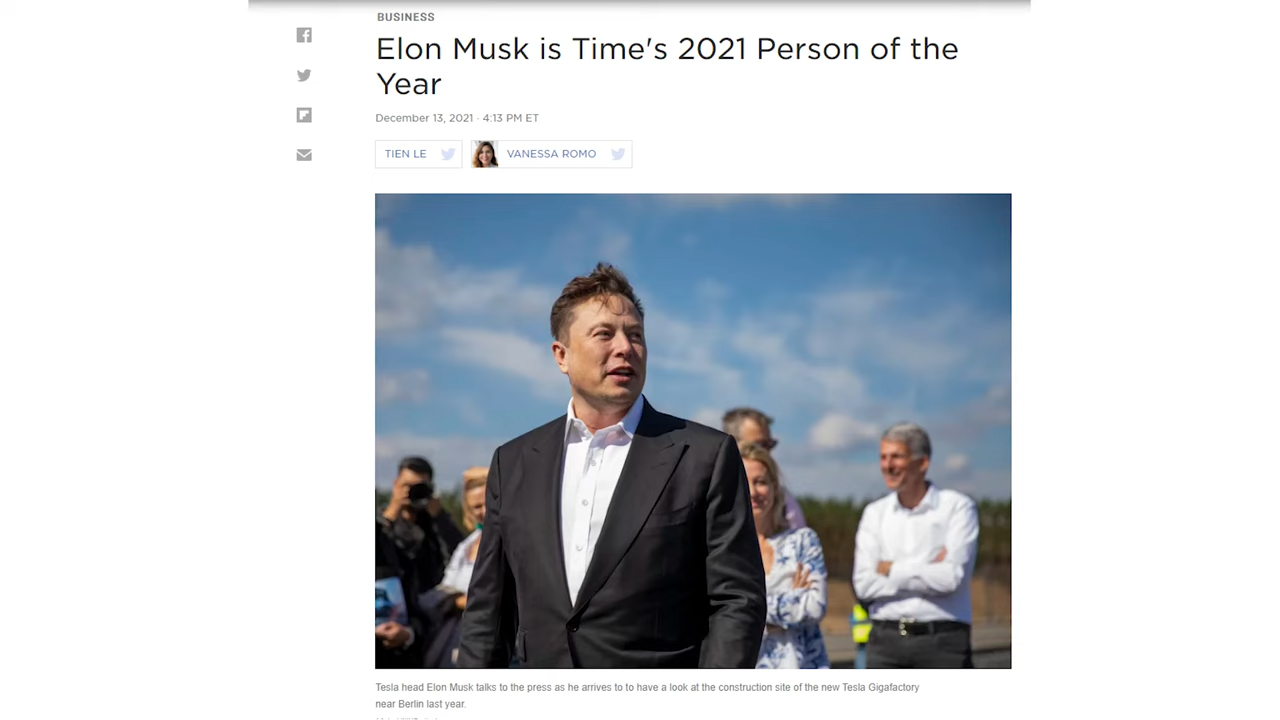 BUSINESS
Elon Musk is Time's 2021 Person of the
Year
December 13, 2021 · 4:13 PM ET
TIEN LE
VANESSA ROMO
Tesla head Elon Musk talks to the press as he arrives to to have a look at the construction site of the new Tesla Gigafactory
near Berlin last year.